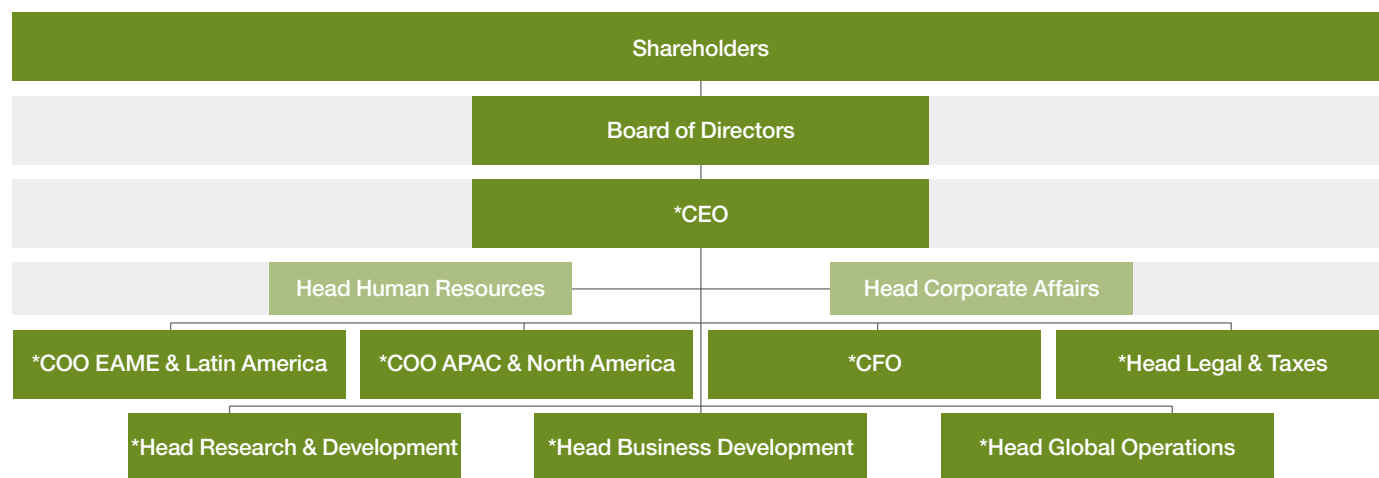 Shareholders
Board of Directors
*CEO
Head Human Resources
Head Corporate Affairs
*COO EAME & Latin America
*COO APAC & North America
*CFO
*Head Legal & Taxes
*Head Research & Development
*Head Business Development
*Head Global Operations